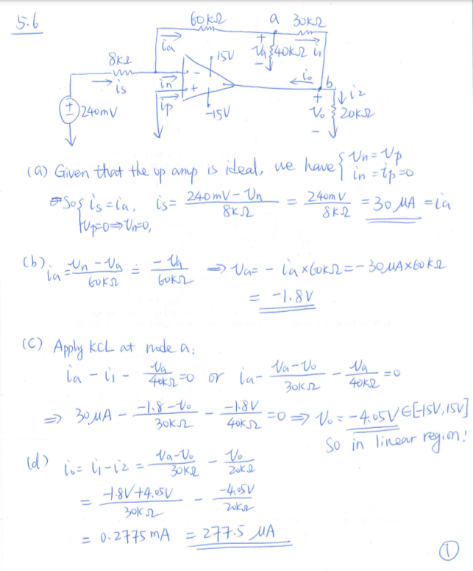 5.6
60kΩ a 30kΩ
ia + va - 40kΩ i1
8kΩ 15V
is in - io b
ip + + i2
240mV -15V vo 20kΩ
-
(a) Given that the op amp is ideal, we have { vn = vp
in = ip = 0
So { is = ia, is = 240mV - vn / 8kΩ = 240mV / 8kΩ = 30 μA = ia
vp=0 ⇒ vn=0,
(b) ia = vn - va / 60kΩ = - va / 60kΩ ⇒ va = - ia × 60kΩ = -30μA × 60kΩ
= -1.8V
(c) Apply KCL at node a:
ia - i1 - va / 40kΩ = 0 or ia - va - vo / 30kΩ - va / 40kΩ = 0
⇒ 30μA - -1.8 - vo / 30kΩ - -1.8V / 40kΩ = 0 ⇒ vo = -4.05V ∈ [-15V, 15V]
So in linear region!
(d) io = i1 - i2 = va - vo / 30kΩ - vo / 20kΩ
= -1.8V + 4.05V / 30kΩ - -4.05V / 20kΩ
= 0.2775 mA = 277.5 μA
1